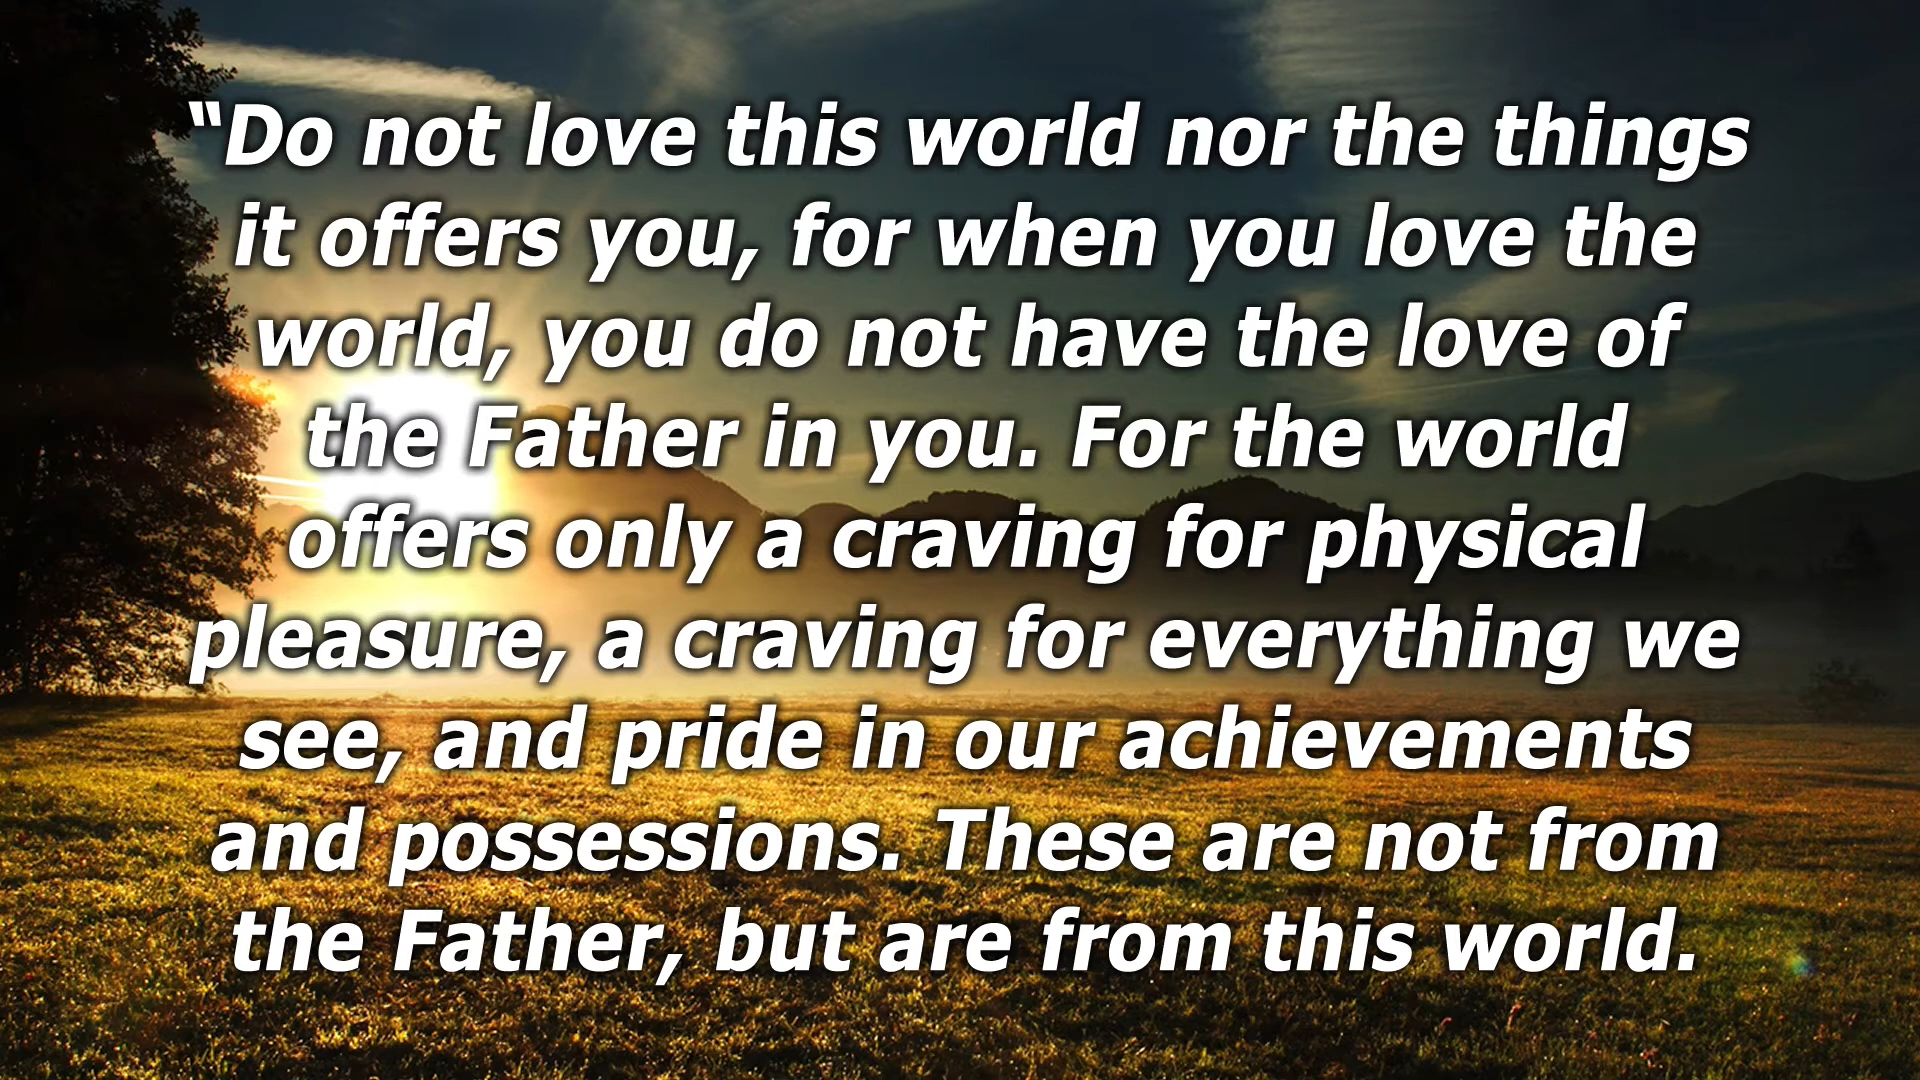 “Do not love this world nor the things
it offers you, for when you love the
world, you do not have the love of
the Father in you. For the world
offers only a craving for physical
pleasure, a craving for everything we
see, and pride in our achievements
and possessions. These are not from
the Father, but are from this world.